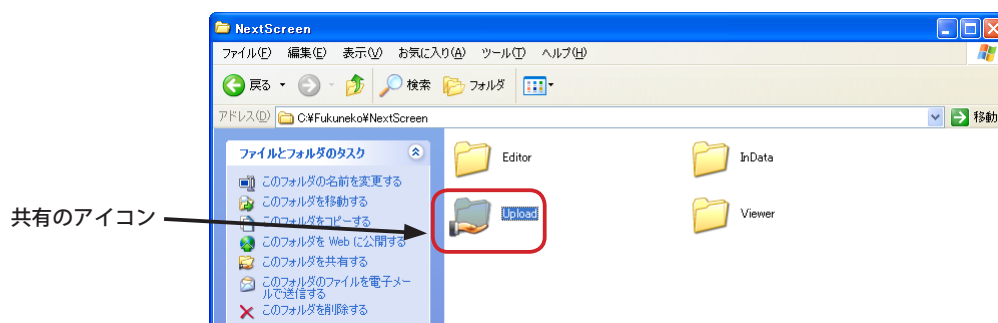 NextScreen
ファイル(F) 編集(E) 表示(V) お気に入り(A) ツール(T) ヘルプ(H)
戻る 検索 フォルダ
アドレス(D) C:¥Fukuneko¥NextScreen 移動
ファイルとフォルダのタスク
このフォルダの名前を変更する
このフォルダを移動する
このフォルダをコピーする
このフォルダを Web に公開する
このフォルダを共有する
このフォルダのファイルを電子メー
ルで送信する
このフォルダを削除する
Editor InData
Upload Viewer
共有のアイコン